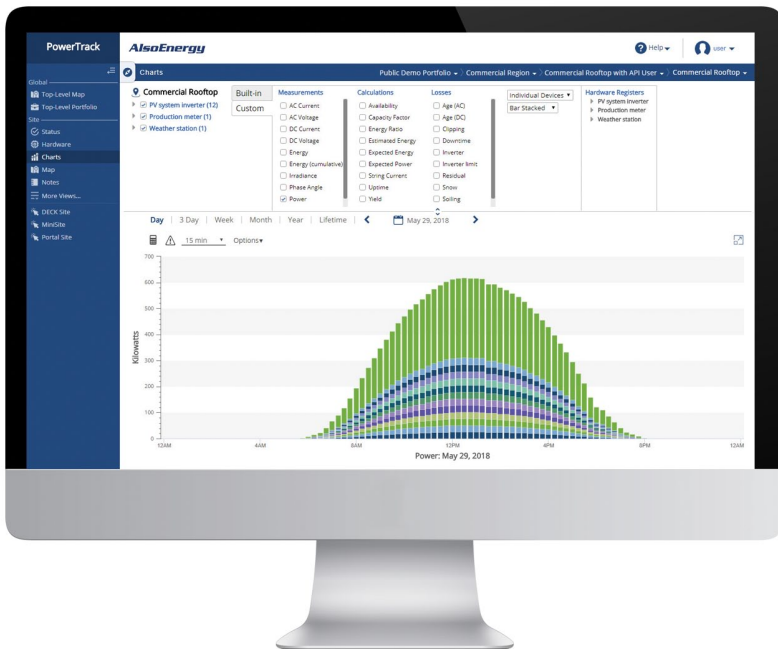 PowerTrack
AlsoEnergy
Help
user
Charts
Public Demo Portfolio
Commercial Region
Commercial Rooftop with API User
Commercial Rooftop
Global
Top-Level Map
Top-Level Portfolio
Site
Status
Hardware
Charts
Map
Notes
More Views...
DECK Site
MiniSite
Portal Site
Commercial Rooftop
PV system inverter (12)
Production meter (1)
Weather station (1)
Built-in
Custom
Measurements
AC Current
AC Voltage
DC Current
DC Voltage
Energy
Energy (cumulative)
Irradiance
Phase Angle
Power
Calculations
Availability
Capacity Factor
Energy Ratio
Estimated Energy
Expected Energy
Expected Power
String Current
Uptime
Yield
Losses
Age (AC)
Age (DC)
Clipping
Downtime
Inverter
Inverter limit
Residual
Snow
Soiling
Individual Devices
Bar Stacked
Hardware Registers
PV system inverter
Production meter
Weather station
Day | 3 Day | Week | Month | Year | Lifetime
May 29, 2018
15 min
Options
Kilowatts
700
600
500
400
300
200
100
0
12AM 4AM 8AM 12PM 4PM 8PM 12AM
Power: May 29, 2018